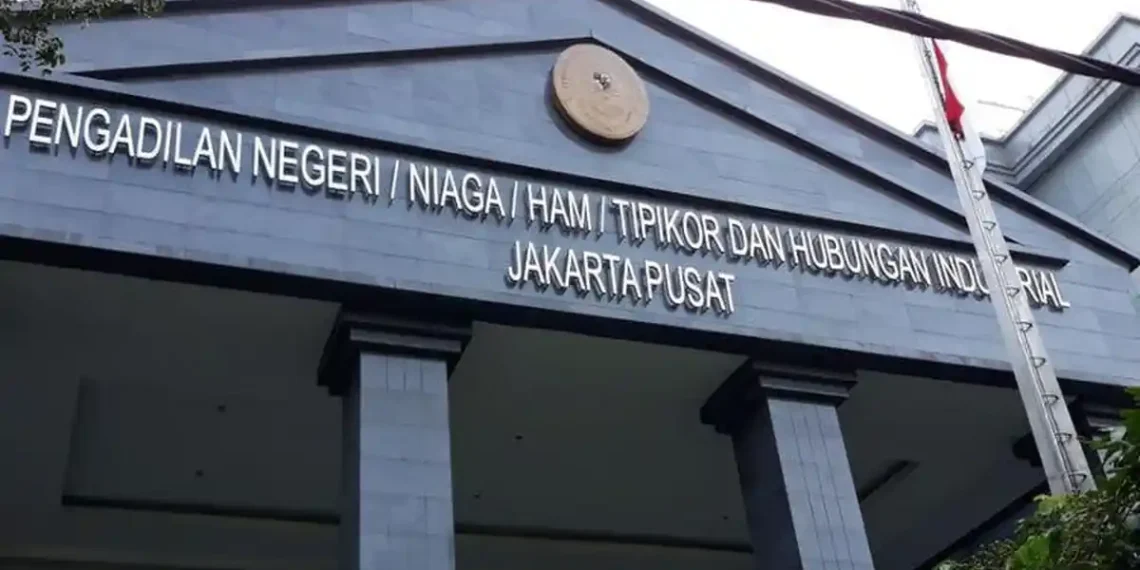 PENGADILAN NEGERI / NIAGA / HAM / TIPIKOR DAN HUBUNGAN INDUSTRIAL
JAKARTA PUSAT